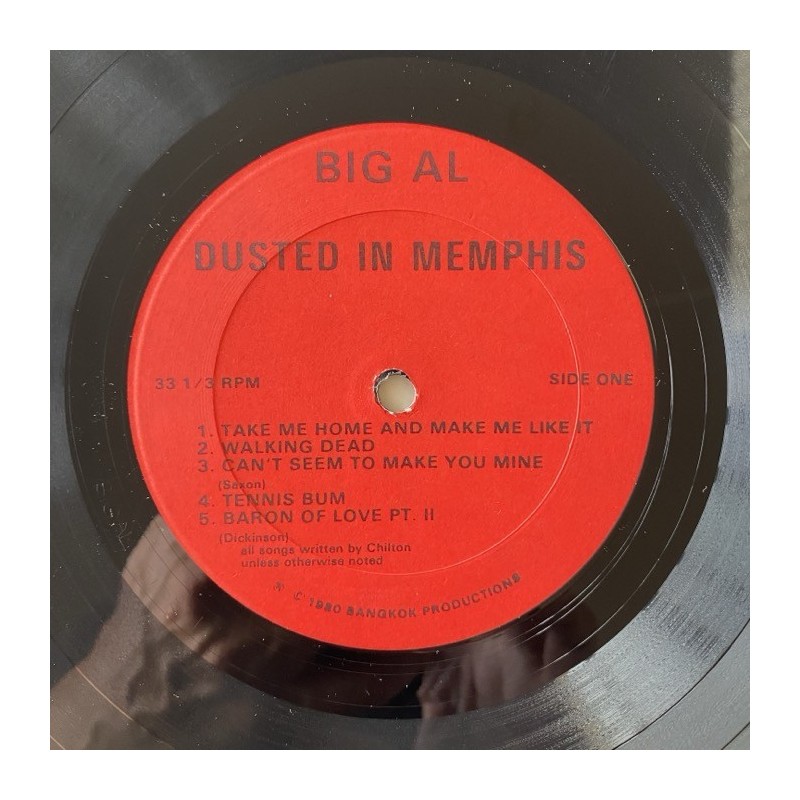 BIG AL
DUSTED IN MEMPHIS
33 1/3 RPM
SIDE ONE
1. TAKE ME HOME AND MAKE ME LIKE IT
2. WALKING DEAD
3. CAN'T SEEM TO MAKE YOU MINE
(Saxon)
4. TENNIS BUM
5. BARON OF LOVE PT. II
(Dickinson)
all songs written by Chilton
unless otherwise noted
℗ © 1980 BANGKOK PRODUCTIONS